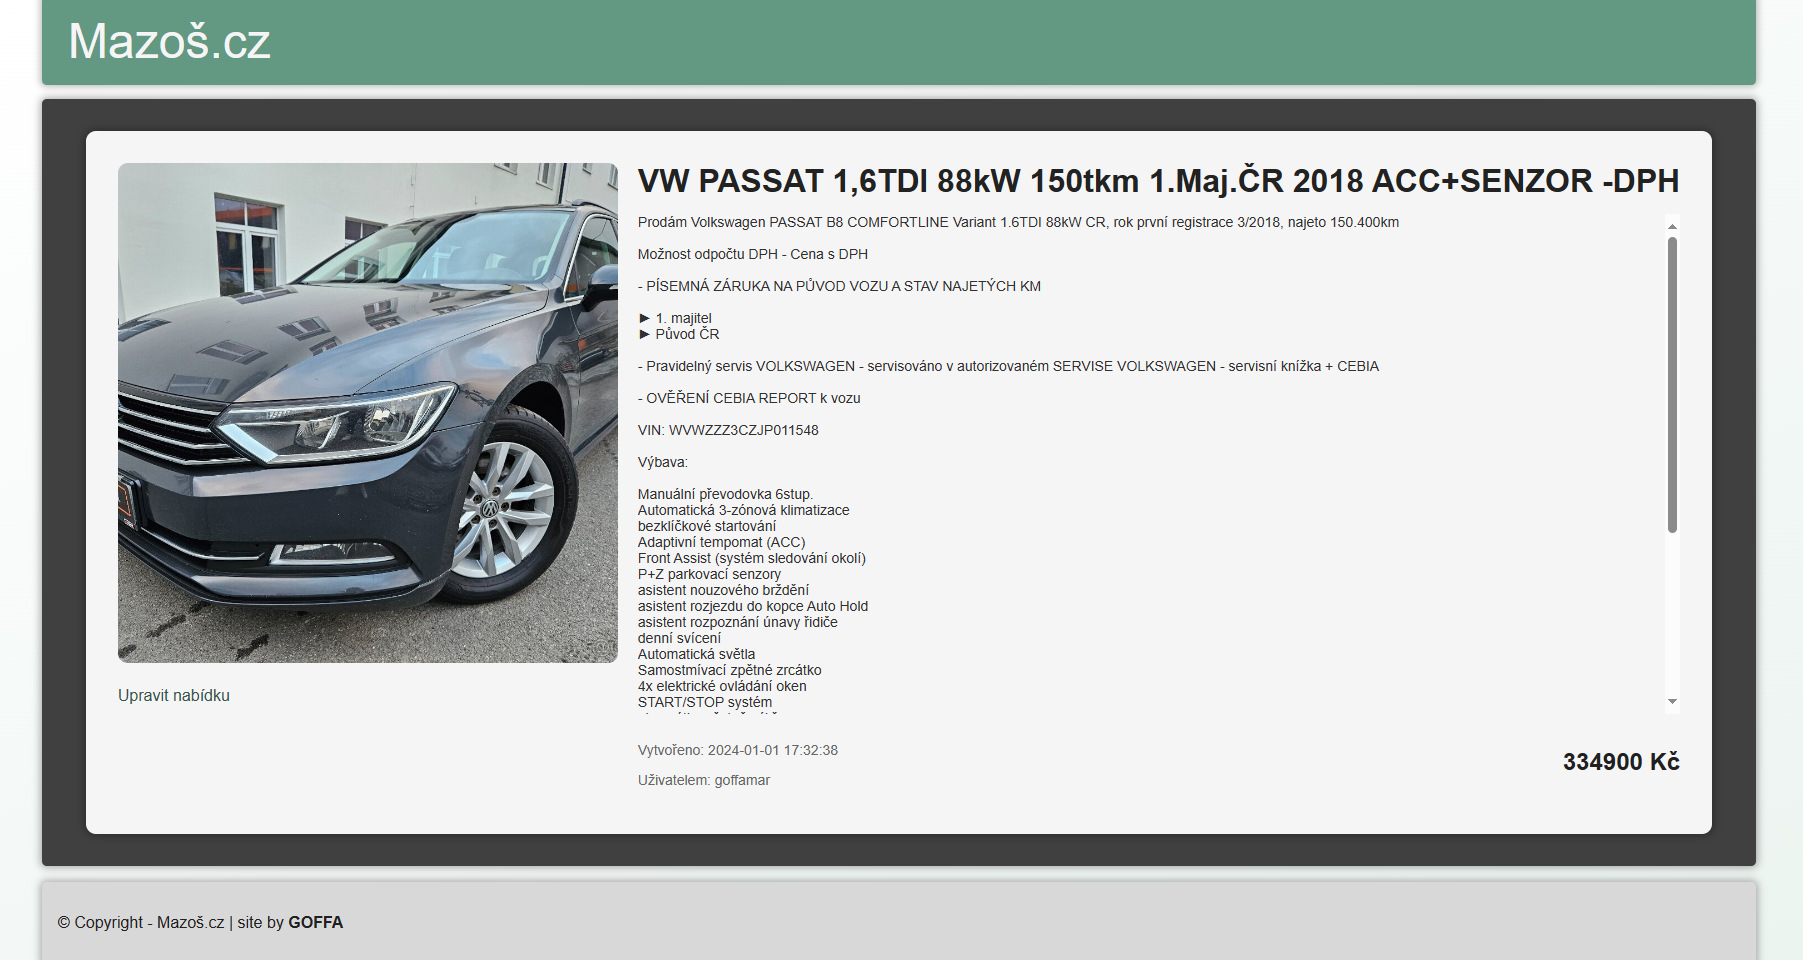 Mazoš.cz
VW PASSAT 1,6TDI 88kW 150tkm 1.Maj.ČR 2018 ACC+SENZOR -DPH
Prodám Volkswagen PASSAT B8 COMFORTLINE Variant 1.6TDI 88kW CR, rok první registrace 3/2018, najeto 150.400km
Možnost odpočtu DPH - Cena s DPH
- PÍSEMNÁ ZÁRUKA NA PŮVOD VOZU A STAV NAJETÝCH KM
► 1. majitel
► Původ ČR
- Pravidelný servis VOLKSWAGEN - servisováno v autorizovaném SERVISE VOLKSWAGEN - servisní knížka + CEBIA
- OVĚŘENÍ CEBIA REPORT k vozu
VIN: WVWZZZ3CZJP011548
Výbava:
Manuální převodovka 6stup.
Automatická 3-zónová klimatizace
bezklíčkové startování
Adaptivní tempomat (ACC)
Front Assist (systém sledování okolí)
P+Z parkovací senzory
asistent nouzového brždění
asistent rozjezdu do kopce Auto Hold
asistent rozpoznání únavy řidiče
denní svícení
Automatická světla
Samostmívací zpětné zrcátko
4x elektrické ovládání oken
START/STOP systém
Upravit nabídku
Vytvořeno: 2024-01-01 17:32:38
Uživatelem: goffamar
334900 Kč
© Copyright - Mazoš.cz | site by GOFFA